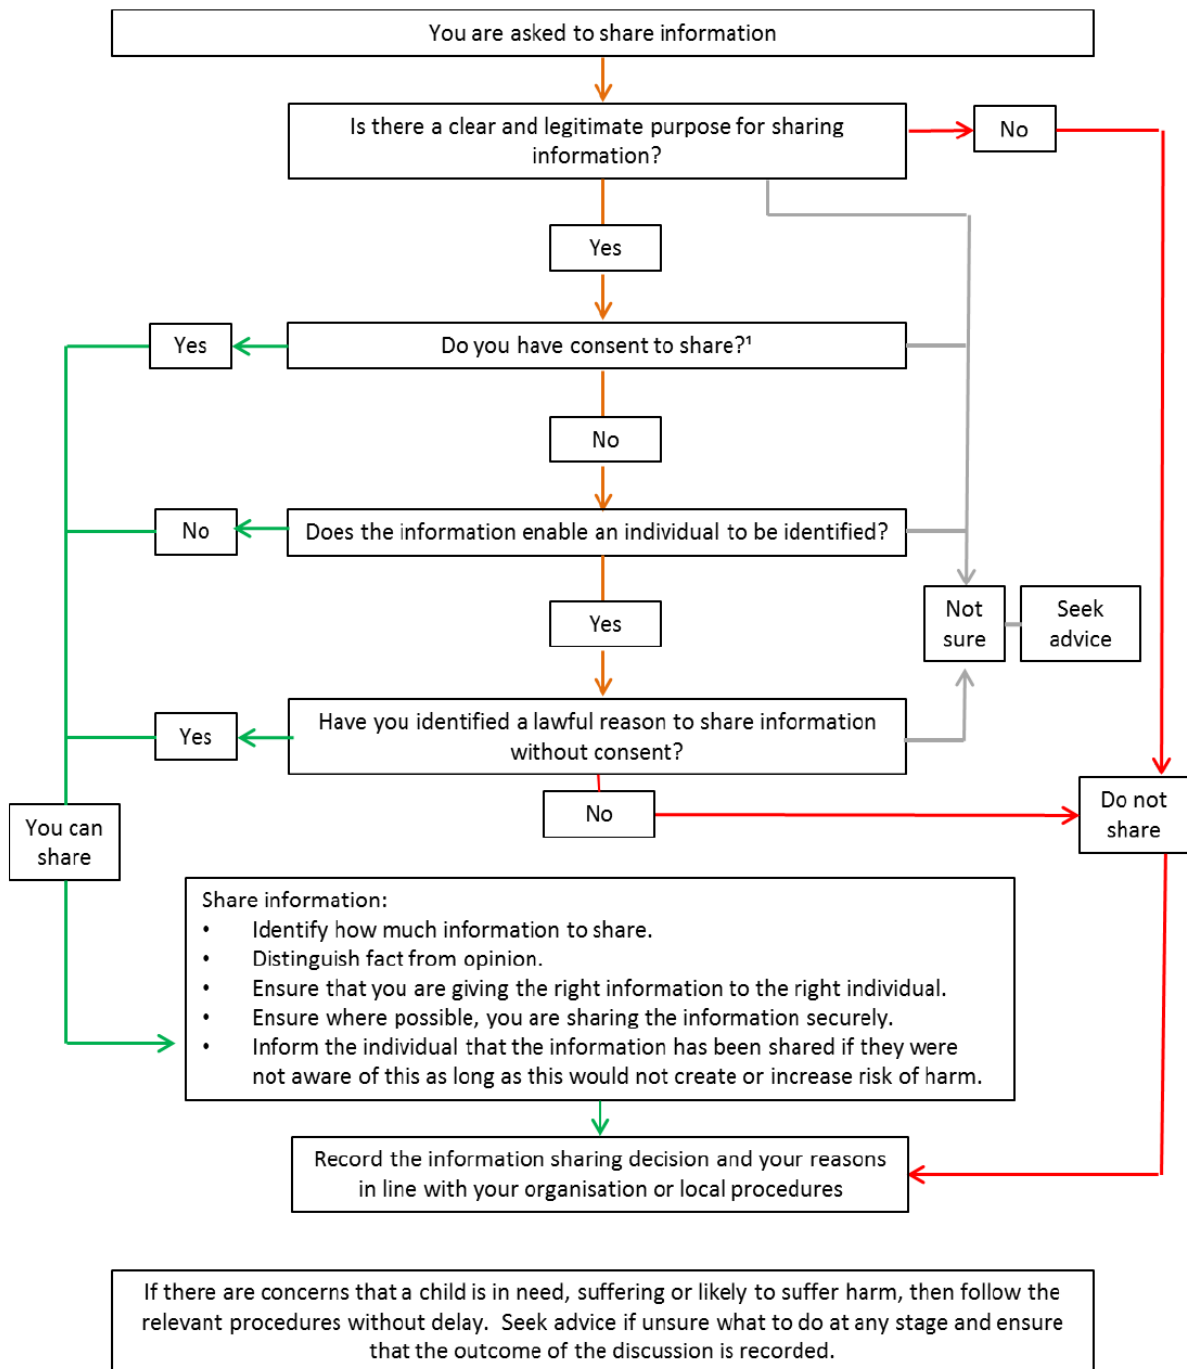 You are asked to share information
Is there a clear and legitimate purpose for sharing
information?
No
Yes
Yes
Do you have consent to share?¹
No
No
Does the information enable an individual to be identified?
Yes
Not
sure
Seek
advice
Yes
Have you identified a lawful reason to share information
without consent?
No
You can
share
Do not
share
Share information:
• Identify how much information to share.
• Distinguish fact from opinion.
• Ensure that you are giving the right information to the right individual.
• Ensure where possible, you are sharing the information securely.
• Inform the individual that the information has been shared if they were
not aware of this as long as this would not create or increase risk of harm.
Record the information sharing decision and your reasons
in line with your organisation or local procedures
If there are concerns that a child is in need, suffering or likely to suffer harm, then follow the
relevant procedures without delay.  Seek advice if unsure what to do at any stage and ensure
that the outcome of the discussion is recorded.